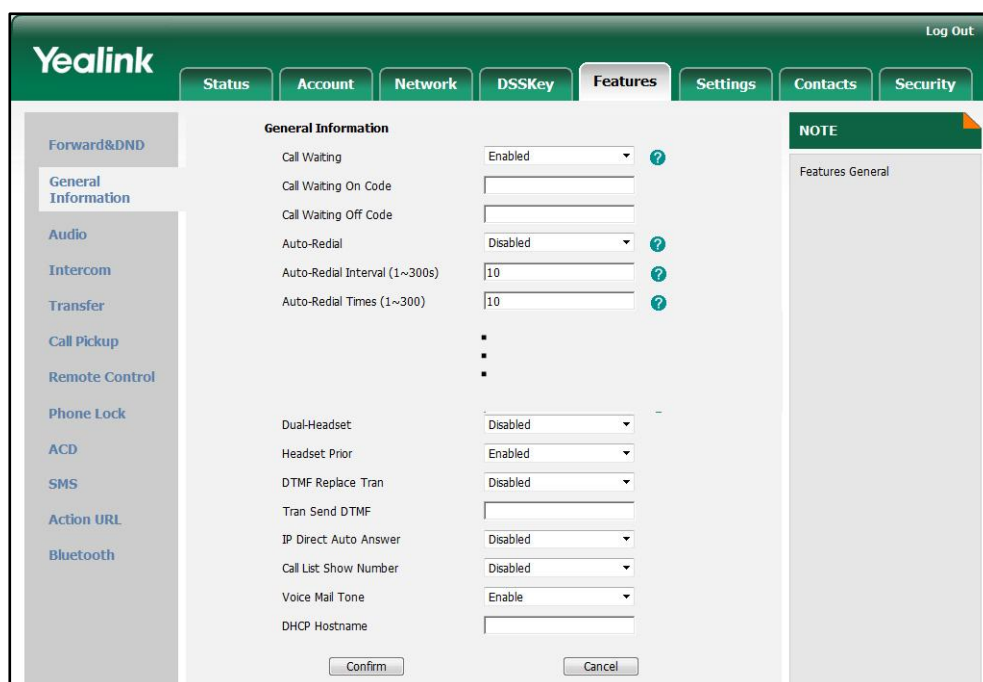 Log Out
Yealink
Status Account Network DSSKey Features Settings Contacts Security
Forward&DND
General Information
Audio
Intercom
Transfer
Call Pickup
Remote Control
Phone Lock
ACD
SMS
Action URL
Bluetooth
General Information
Call Waiting Enabled ?
Call Waiting On Code
Call Waiting Off Code
Auto-Redial Disabled ?
Auto-Redial Interval (1~300s) 10 ?
Auto-Redial Times (1~300) 10 ?
Dual-Headset Disabled
Headset Prior Enabled
DTMF Replace Tran Disabled
Tran Send DTMF
IP Direct Auto Answer Disabled
Call List Show Number Disabled
Voice Mail Tone Enable
DHCP Hostname
Confirm Cancel
NOTE
Features General